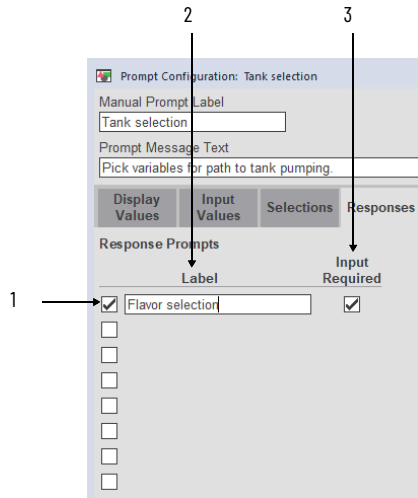 2
3
Prompt Configuration: Tank selection
Manual Prompt Label
Tank selection
Prompt Message Text
Pick variables for path to tank pumping.
Display Values
Input Values
Selections
Responses
Response Prompts
Label
Input Required
1
Flavor selection